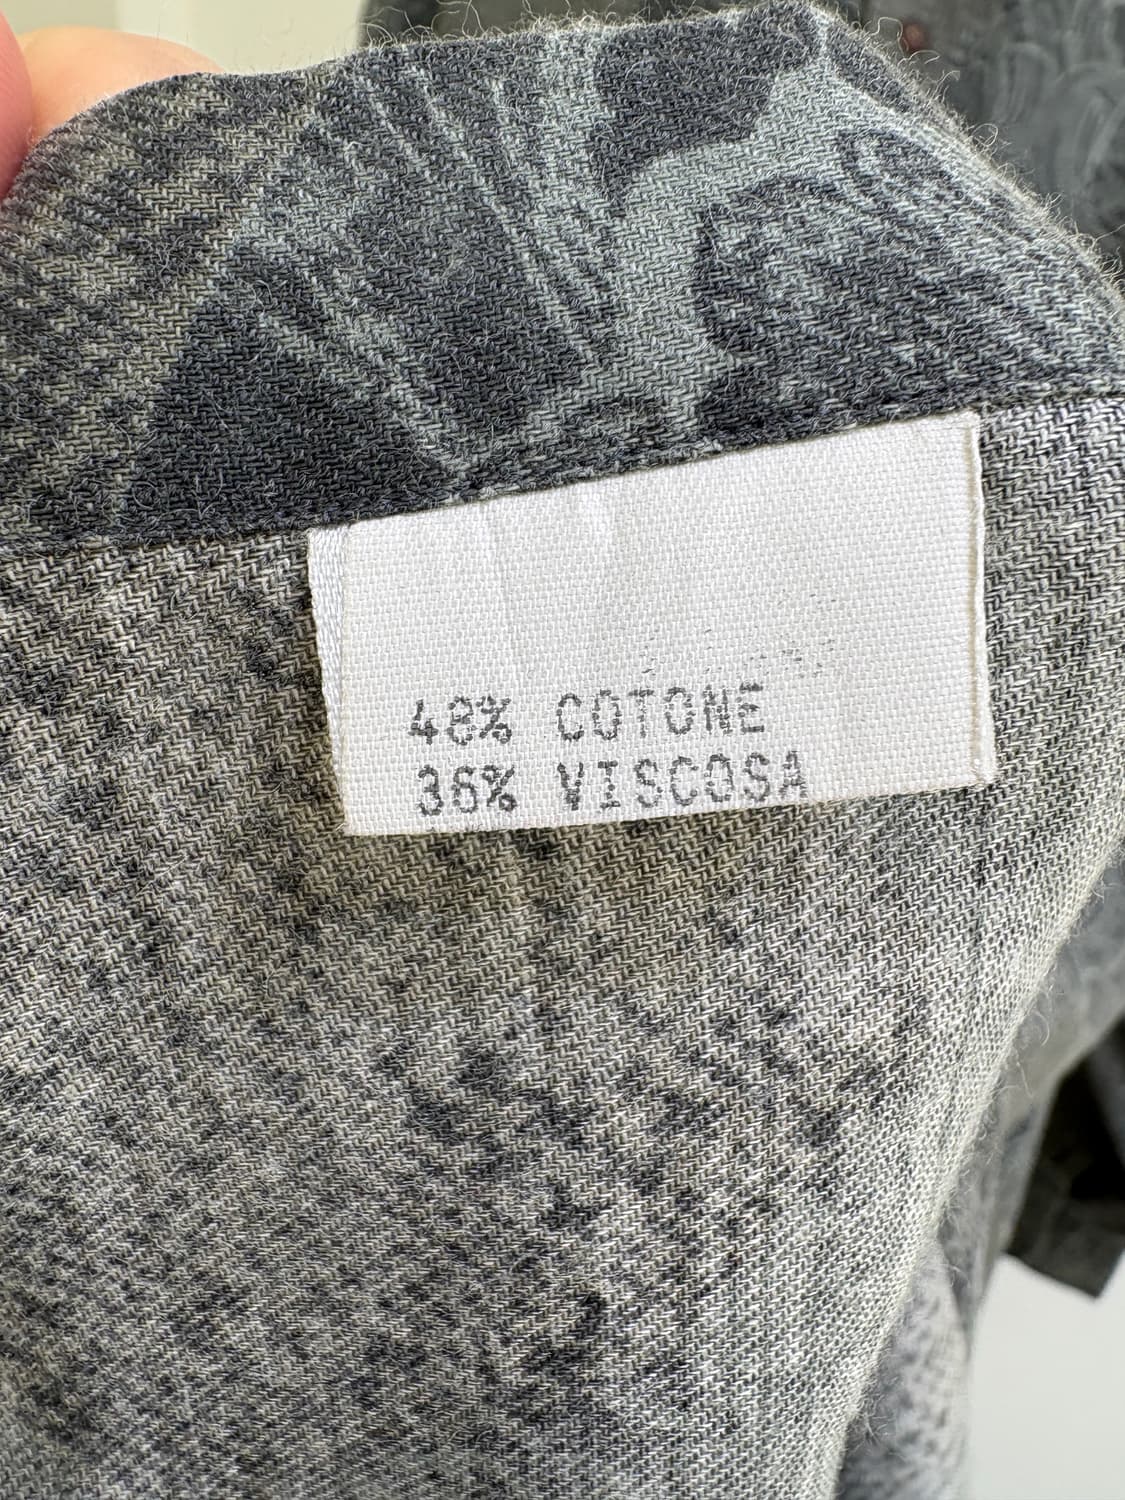 48% COTONE
36% VISCOSA